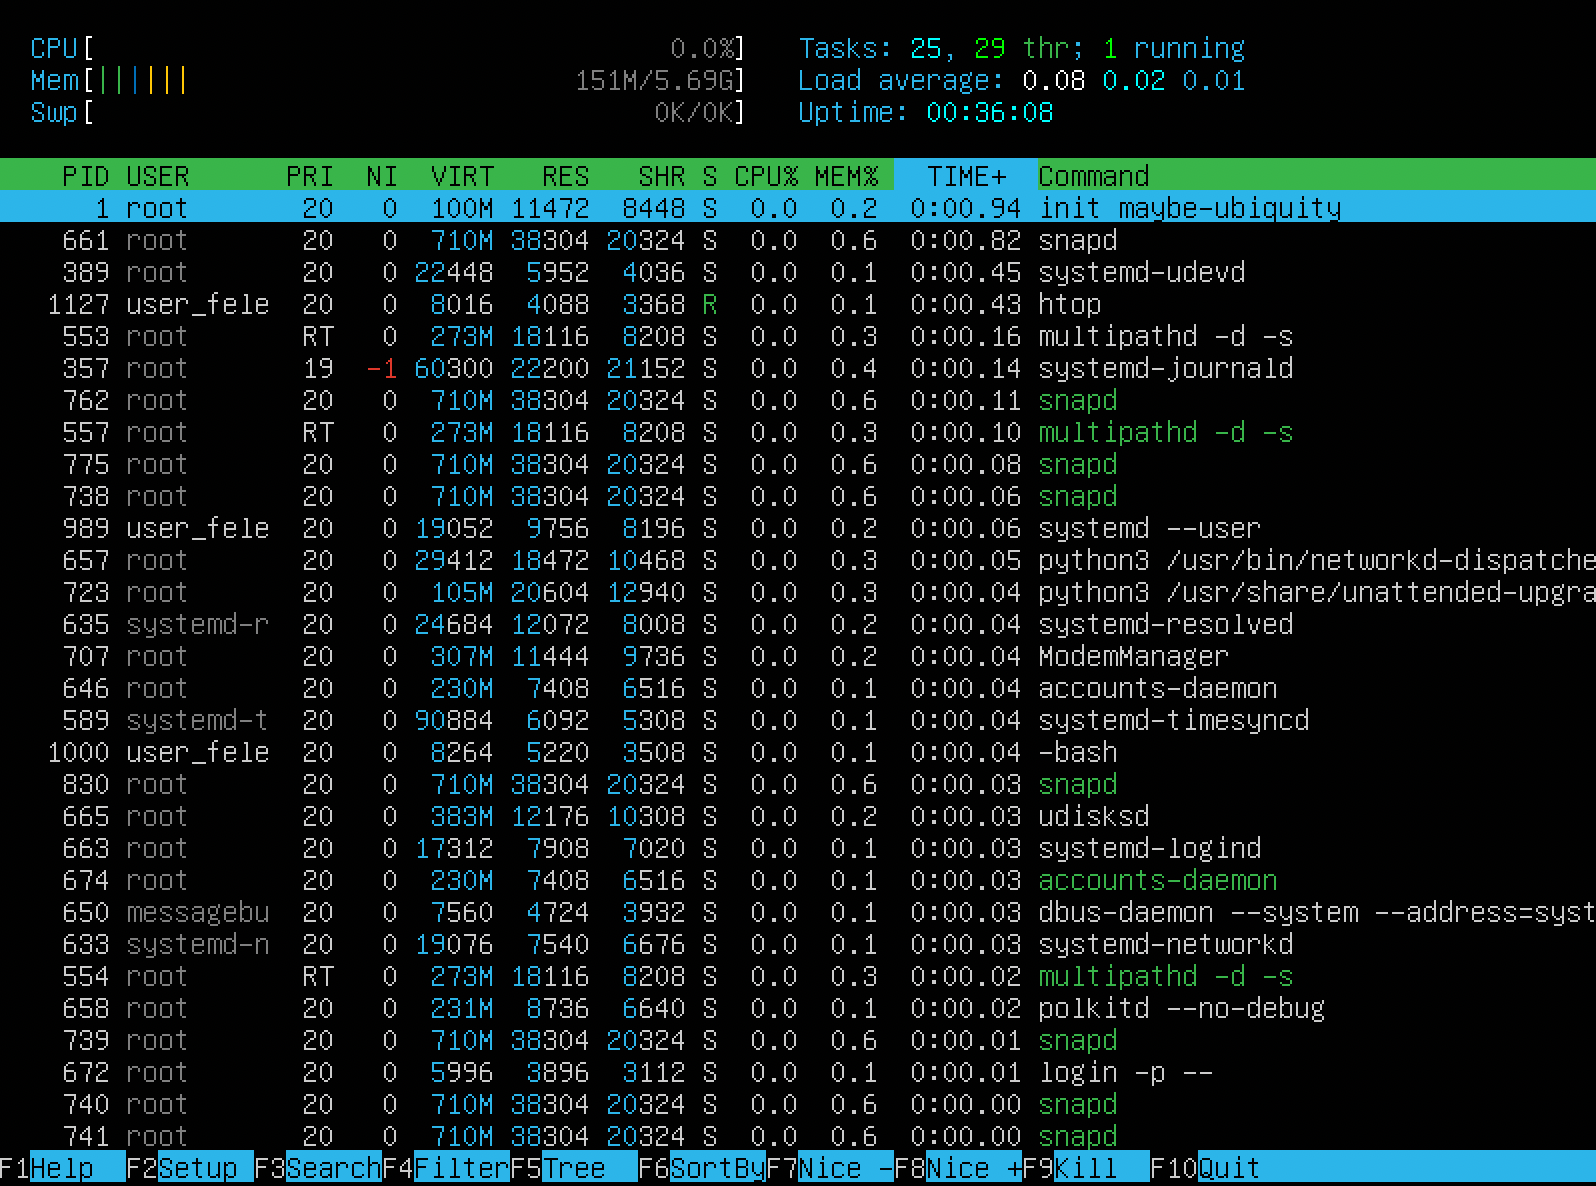 CPU[ 0.0%] Tasks: 25, 29 thr; 1 running
Mem[|||||| 151M/5.69G] Load average: 0.08 0.02 0.01
Swp[ 0K/0K] Uptime: 00:36:08
PID USER PRI NI VIRT RES SHR S CPU% MEM% TIME+ Command
1 root 20 0 100M 11472 8448 S 0.0 0.2 0:00.94 init maybe-ubiquity
661 root 20 0 710M 38304 20324 S 0.0 0.6 0:00.82 snapd
389 root 20 0 22448 5952 4036 S 0.0 0.1 0:00.45 systemd-udevd
1127 user_fele 20 0 8016 4088 3368 R 0.0 0.1 0:00.43 htop
553 root RT 0 273M 18116 8208 S 0.0 0.3 0:00.16 multipathd -d -s
357 root 19 -1 60300 22200 21152 S 0.0 0.4 0:00.14 systemd-journald
762 root 20 0 710M 38304 20324 S 0.0 0.6 0:00.11 snapd
557 root RT 0 273M 18116 8208 S 0.0 0.3 0:00.10 multipathd -d -s
775 root 20 0 710M 38304 20324 S 0.0 0.6 0:00.08 snapd
738 root 20 0 710M 38304 20324 S 0.0 0.6 0:00.06 snapd
989 user_fele 20 0 19052 9756 8196 S 0.0 0.2 0:00.06 systemd --user
657 root 20 0 29412 18472 10468 S 0.0 0.3 0:00.05 python3 /usr/bin/networkd-dispatche
723 root 20 0 105M 20604 12940 S 0.0 0.3 0:00.04 python3 /usr/share/unattended-upgra
635 systemd-r 20 0 24684 12072 8008 S 0.0 0.2 0:00.04 systemd-resolved
707 root 20 0 307M 11444 9736 S 0.0 0.2 0:00.04 ModemManager
646 root 20 0 230M 7408 6516 S 0.0 0.1 0:00.04 accounts-daemon
589 systemd-t 20 0 90884 6092 5308 S 0.0 0.1 0:00.04 systemd-timesyncd
1000 user_fele 20 0 8264 5220 3508 S 0.0 0.1 0:00.04 -bash
830 root 20 0 710M 38304 20324 S 0.0 0.6 0:00.03 snapd
665 root 20 0 383M 12176 10308 S 0.0 0.2 0:00.03 udisksd
663 root 20 0 17312 7908 7020 S 0.0 0.1 0:00.03 systemd-logind
674 root 20 0 230M 7408 6516 S 0.0 0.1 0:00.03 accounts-daemon
650 messagebu 20 0 7560 4724 3932 S 0.0 0.1 0:00.03 dbus-daemon --system --address=syst
633 systemd-n 20 0 19076 7540 6676 S 0.0 0.1 0:00.03 systemd-networkd
554 root RT 0 273M 18116 8208 S 0.0 0.3 0:00.02 multipathd -d -s
658 root 20 0 231M 8736 6640 S 0.0 0.1 0:00.02 polkitd --no-debug
739 root 20 0 710M 38304 20324 S 0.0 0.6 0:00.01 snapd
672 root 20 0 5996 3896 3112 S 0.0 0.1 0:00.01 login -p --
740 root 20 0 710M 38304 20324 S 0.0 0.6 0:00.00 snapd
741 root 20 0 710M 38304 20324 S 0.0 0.6 0:00.00 snapd
F1Help F2Setup F3SearchF4FilterF5Tree F6SortByF7Nice -F8Nice +F9Kill F10Quit